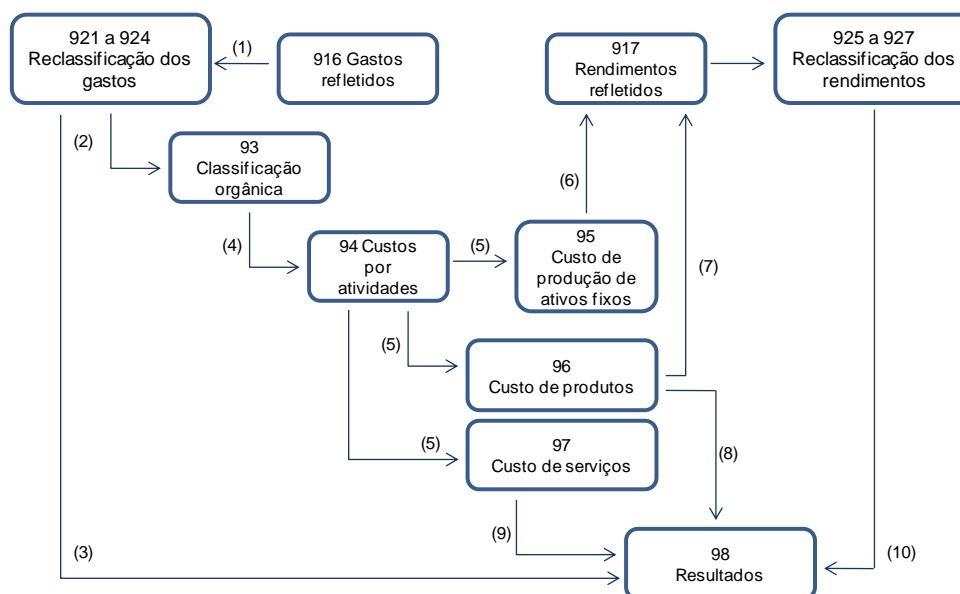 921 a 924
Reclassificação dos
gastos
(1)
916 Gastos
refletidos
917
Rendimentos
refletidos
925 a 927
Reclassificação dos
rendimentos
(2)
93
Classificação
orgânica
(6)
(4)
94 Custos
por
atividades
(5)
95
Custo de
produção de
ativos fixos
(7)
(5)
96
Custo de produtos
(5)
97
Custo de serviços
(8)
(9)
(3)
98
Resultados
(10)